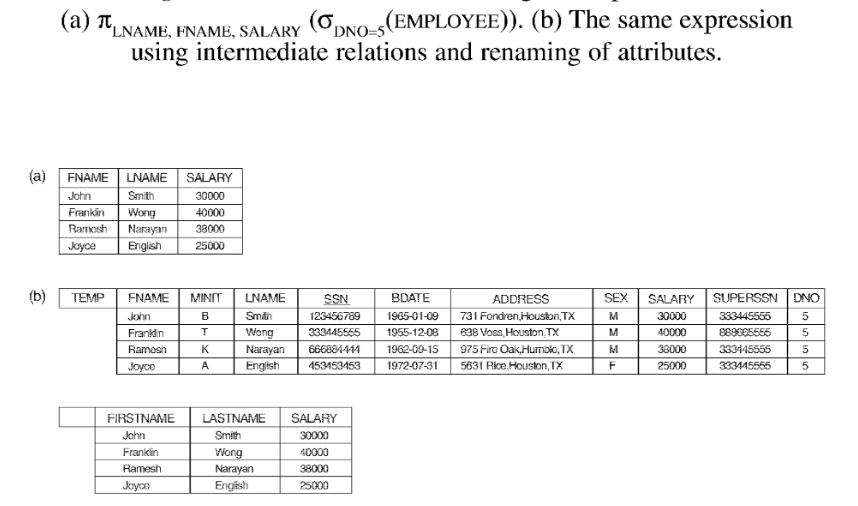 (a) π LNAME, FNAME, SALARY (σ DNO=5(EMPLOYEE)). (b) The same expression
using intermediate relations and renaming of attributes.
(a) FNAME LNAME SALARY
John Smith 30000
Franklin Wong 40000
Ramesh Narayan 38000
Joyce English 25000
(b) TEMP FNAME MINIT LNAME SSN BDATE ADDRESS SEX SALARY SUPERSSN DNO
John B Smith 123456789 1965-01-09 731 Fondren,Houston,TX M 30000 333445555 5
Franklin T Wong 333445555 1955-12-08 638 Voss,Houston,TX M 40000 888665555 5
Ramesh K Narayan 666884444 1962-09-15 975 Fire Oak,Humble,TX M 38000 333445555 5
Joyce A English 453453453 1972-07-31 5631 Rice,Houston,TX F 25000 333445555 5
FIRSTNAME LASTNAME SALARY
John Smith 30000
Franklin Wong 40000
Ramesh Narayan 38000
Joyce English 25000